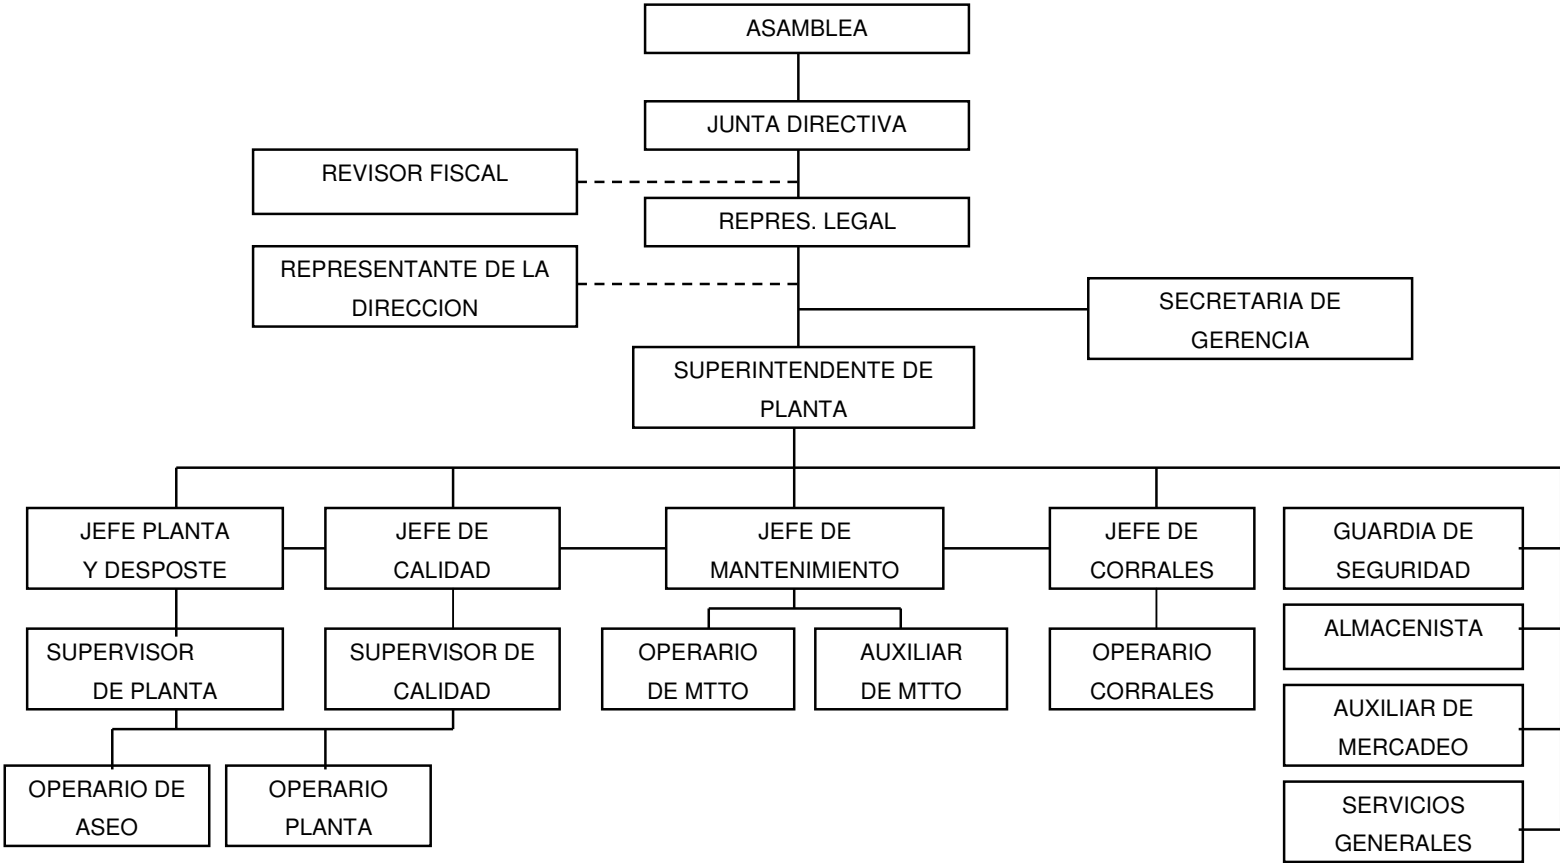 ASAMBLEA
JUNTA DIRECTIVA
REVISOR FISCAL
REPRES. LEGAL
REPRESENTANTE DE LA
DIRECCION
SECRETARIA DE
GERENCIA
SUPERINTENDENTE DE
PLANTA
JEFE PLANTA
Y DESPOSTE
JEFE DE
CALIDAD
JEFE DE
MANTENIMIENTO
JEFE DE
CORRALES
GUARDIA DE
SEGURIDAD
SUPERVISOR
DE PLANTA
SUPERVISOR DE
CALIDAD
OPERARIO
DE MTTO
AUXILIAR
DE MTTO
OPERARIO
CORRALES
ALMACENISTA
AUXILIAR DE
MERCADEO
OPERARIO DE
ASEO
OPERARIO
PLANTA
SERVICIOS
GENERALES